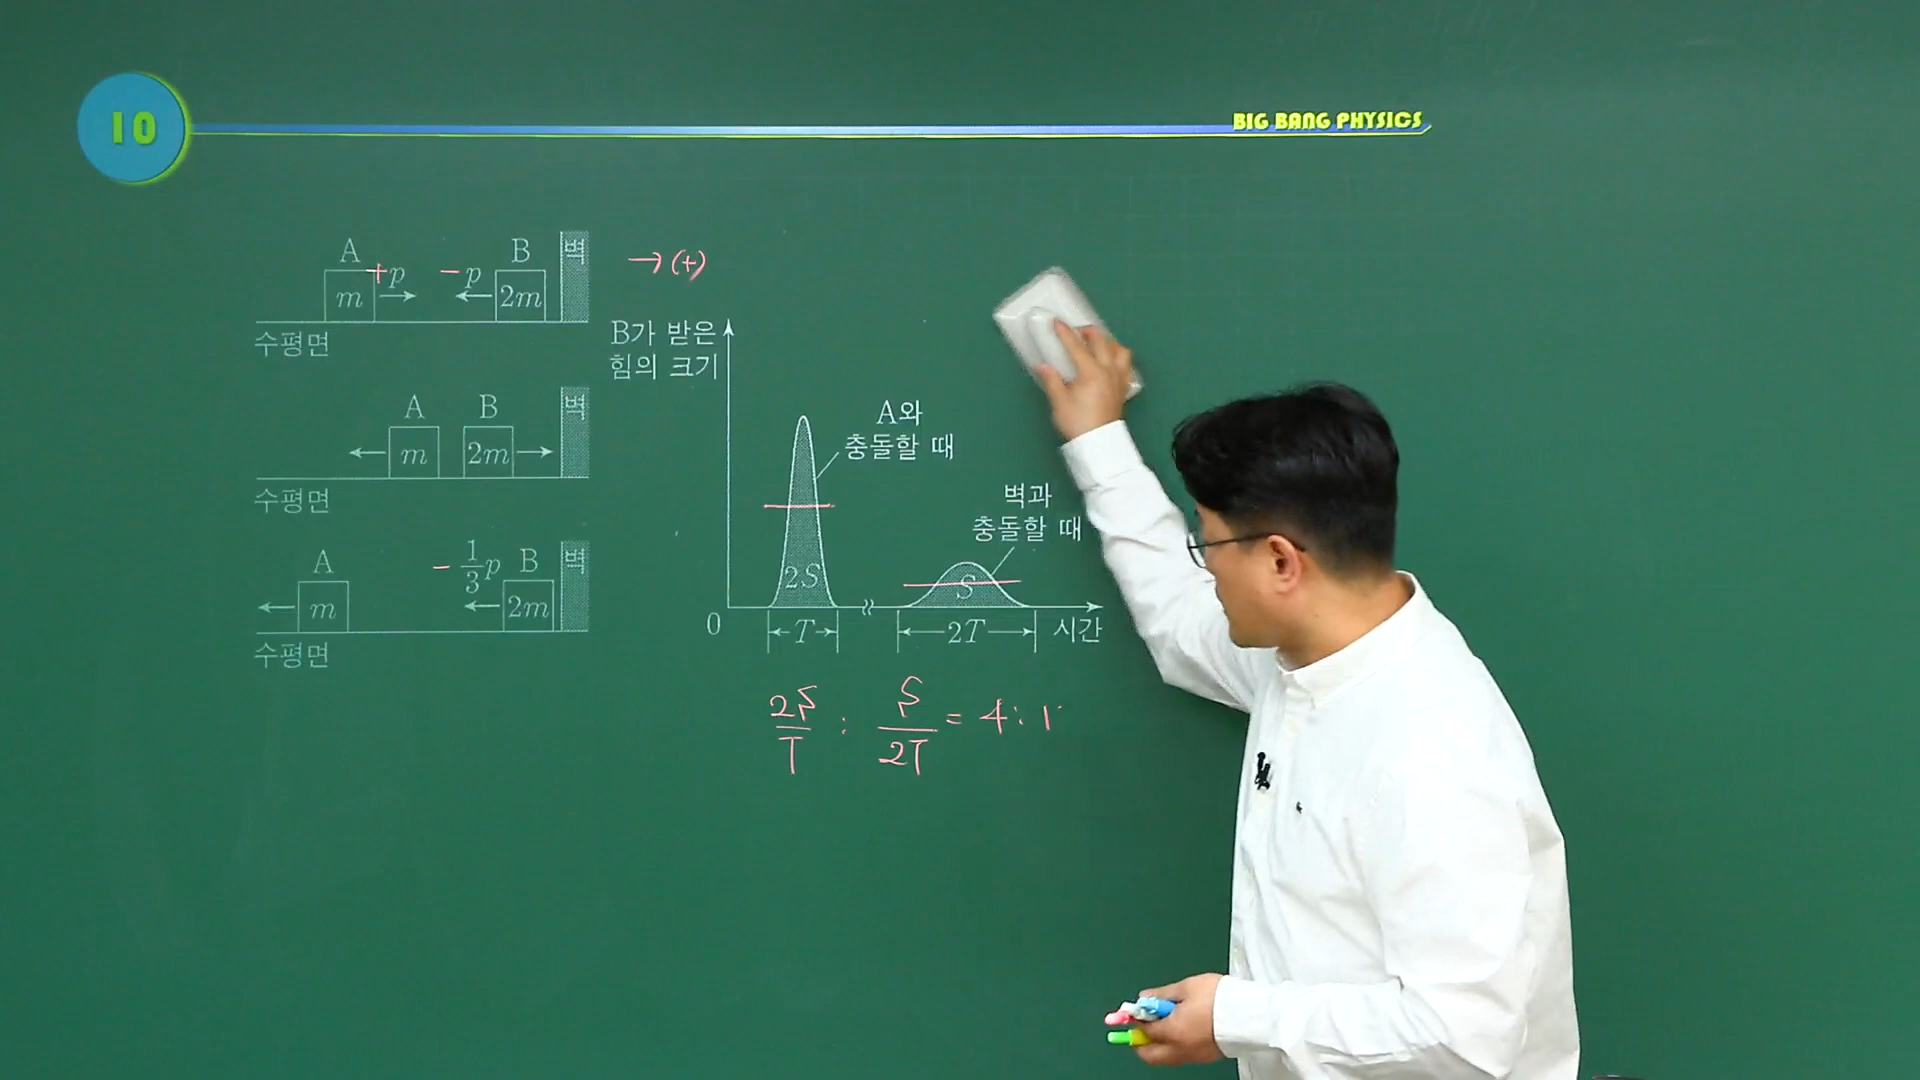 10
BIG BANG PHYSICS
A B 벽
+p -p → (+)
m 2m
수평면
B가 받은
힘의 크기
A B 벽
m 2m
수평면
A와
충돌할 때
벽과
충돌할 때
A -1/3p B 벽
m 2m
수평면
2S S
0 T 2T 시간
2S/T : S/2T = 4 : 1